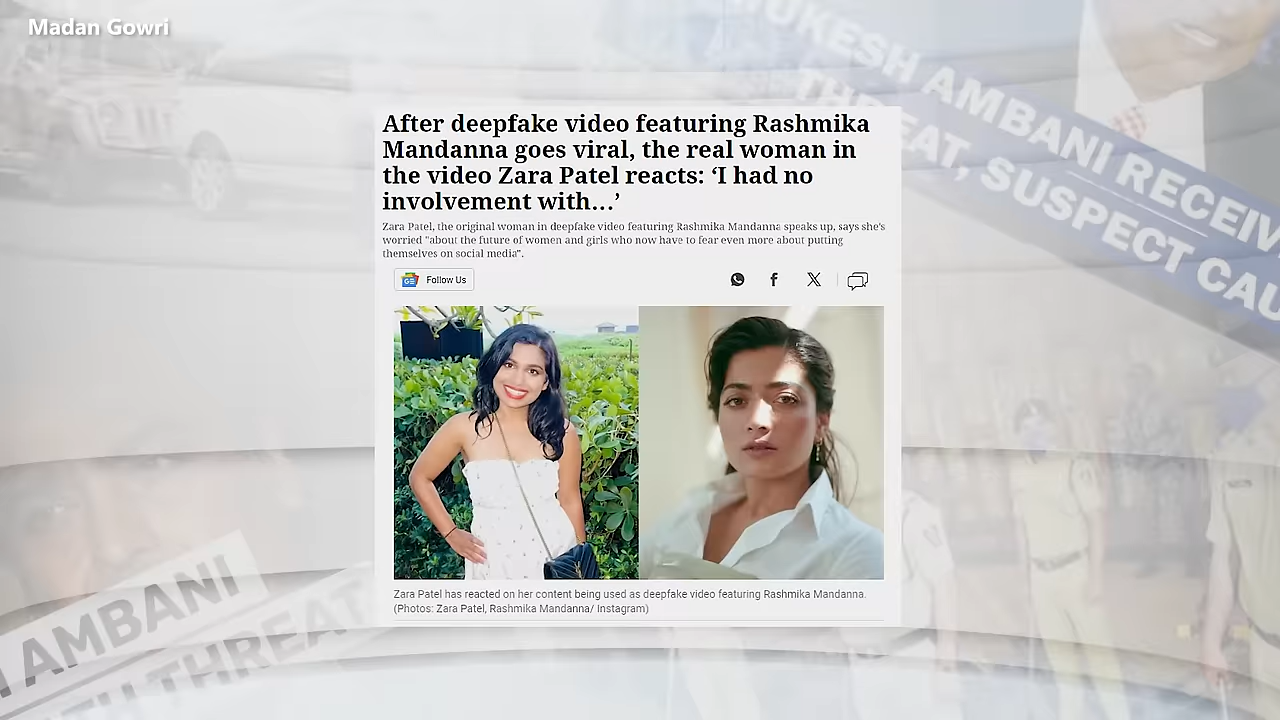 Madan Gowri
MUKESH AMBANI RECEIV
THREAT, SUSPECT CAU
After deepfake video featuring Rashmika
Mandanna goes viral, the real woman in
the video Zara Patel reacts: ‘I had no
involvement with...’
Zara Patel, the original woman in deepfake video featuring Rashmika Mandanna speaks up, says she's
worried "about the future of women and girls who now have to fear even more about putting
themselves on social media".
GE Follow Us
Zara Patel has reacted on her content being used as deepfake video featuring Rashmika Mandanna.
(Photos: Zara Patel, Rashmika Mandanna/ Instagram)
AMBANI
THREAT